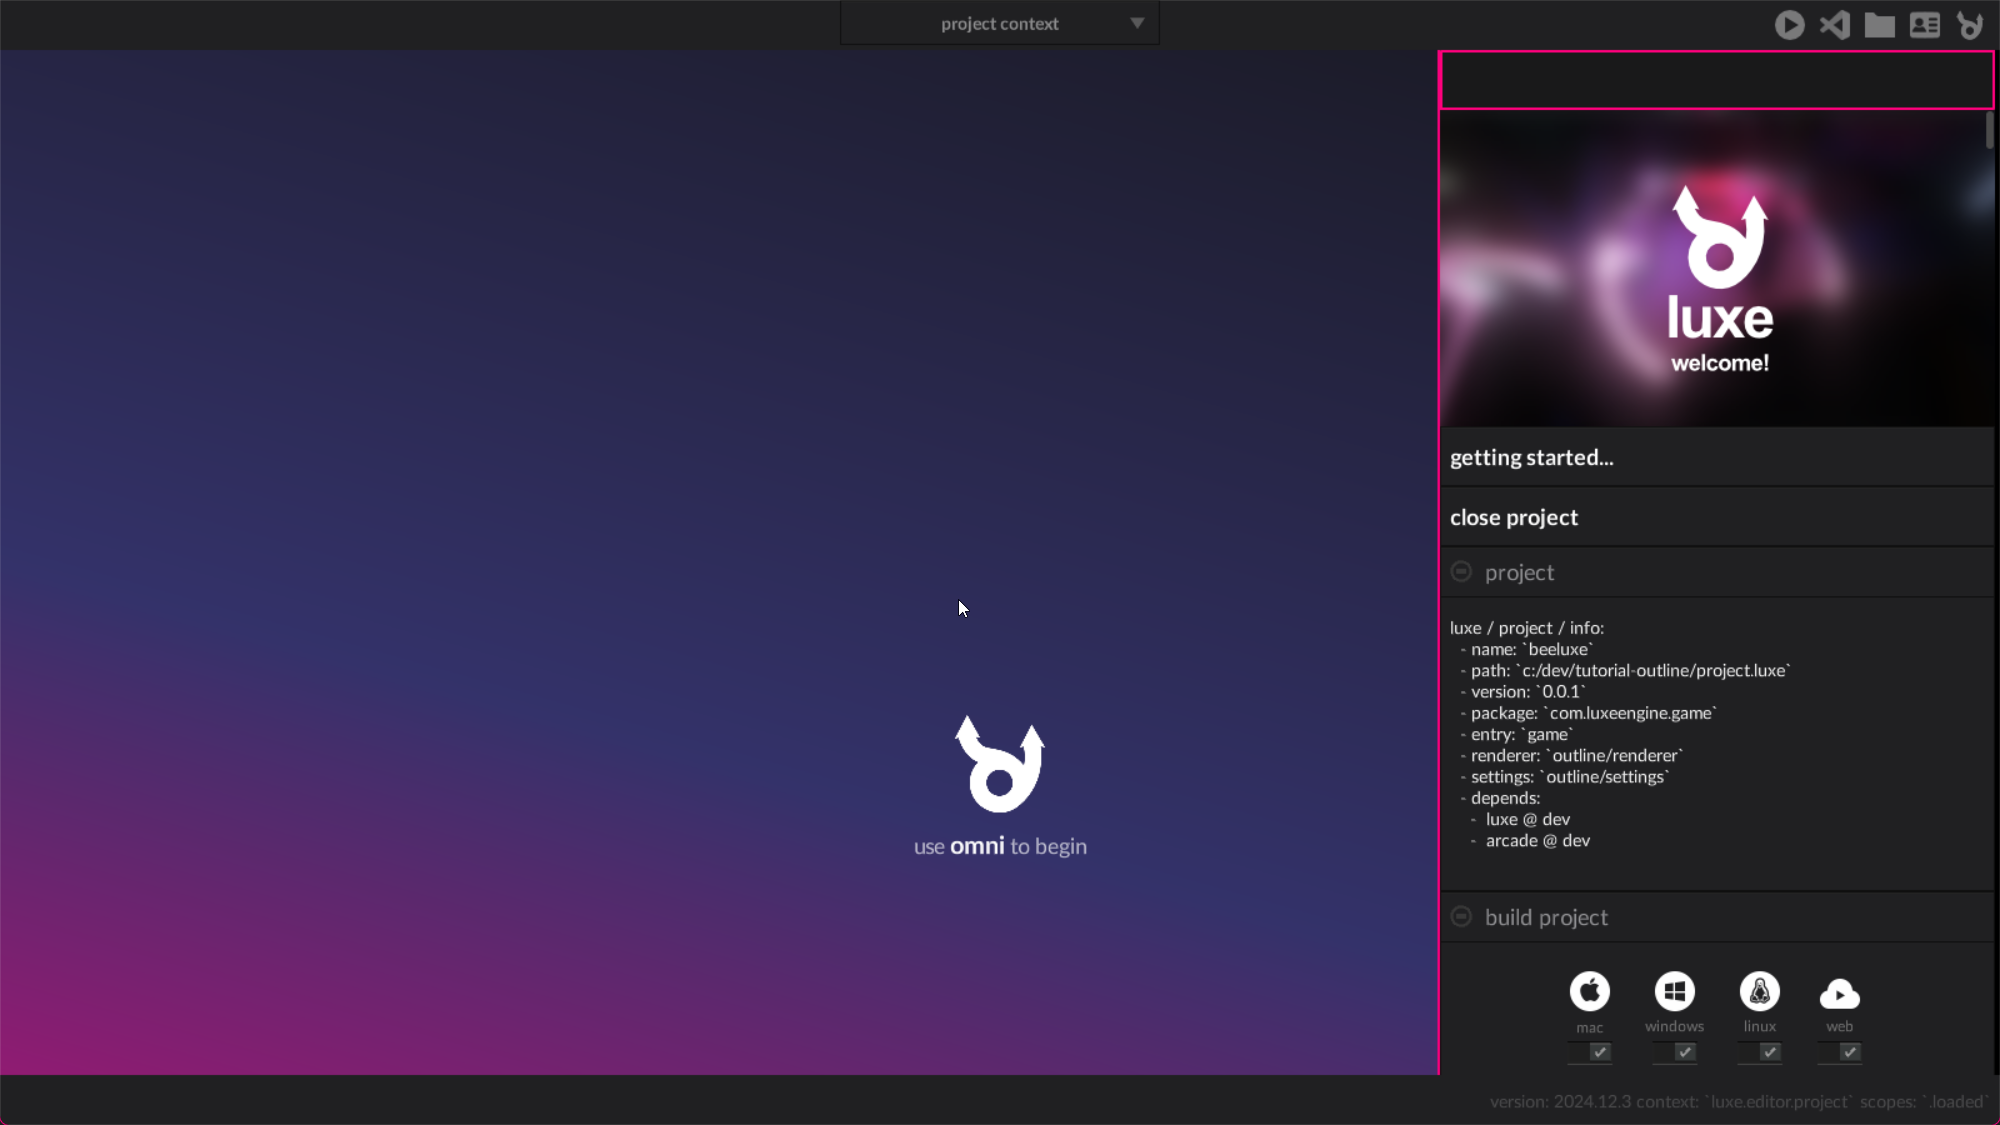 project context
luxe
welcome!
getting started...
close project
project
luxe / project / info:
- name: `beeluxe`
- path: `c:/dev/tutorial-outline/project.luxe`
- version: `0.0.1`
- package: `com.luxeengine.game`
- entry: `game`
- renderer: `outline/renderer`
- settings: `outline/settings`
- depends:
- luxe @ dev
- arcade @ dev
use omni to begin
build project
mac windows linux web
version: 2024.12.3 context: `luxe.editor.project` scopes: `.loaded`